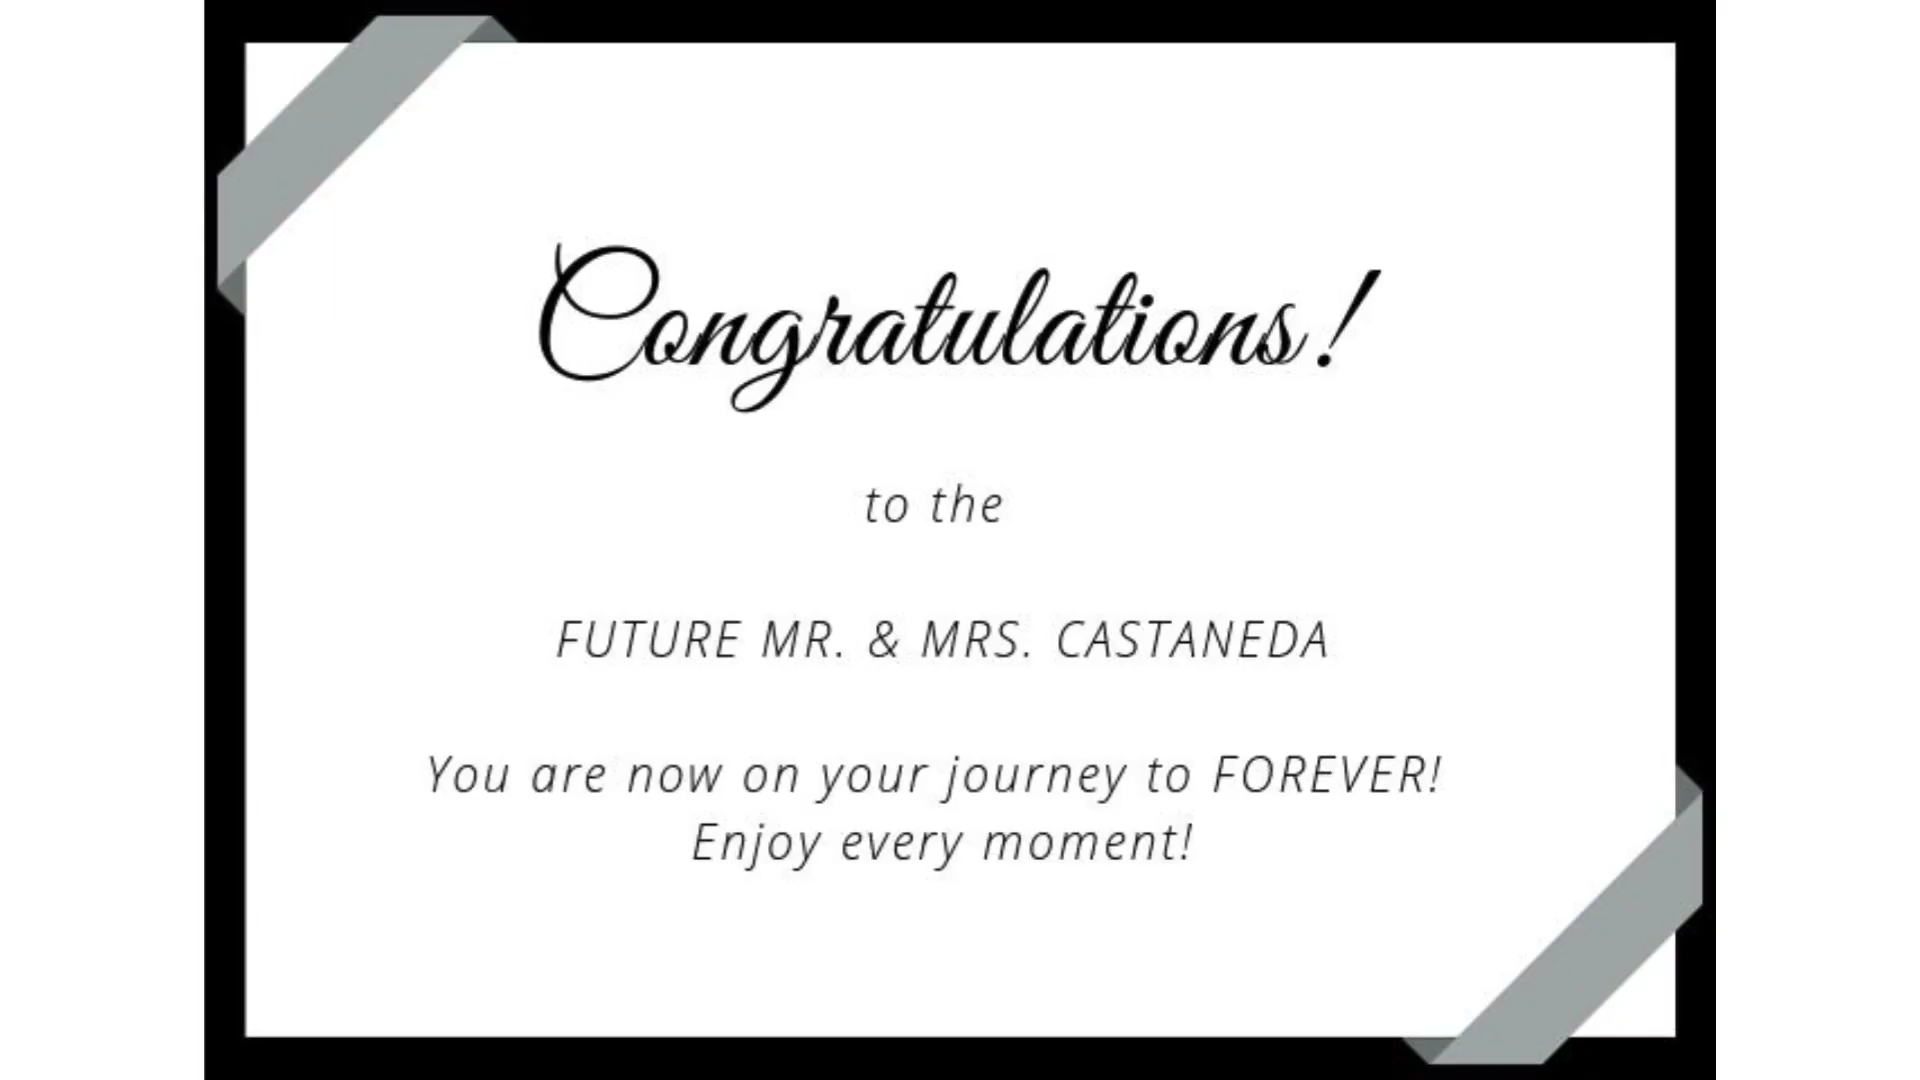 Congratulations!
to the
FUTURE MR. & MRS. CASTANEDA
You are now on your journey to FOREVER!
Enjoy every moment!